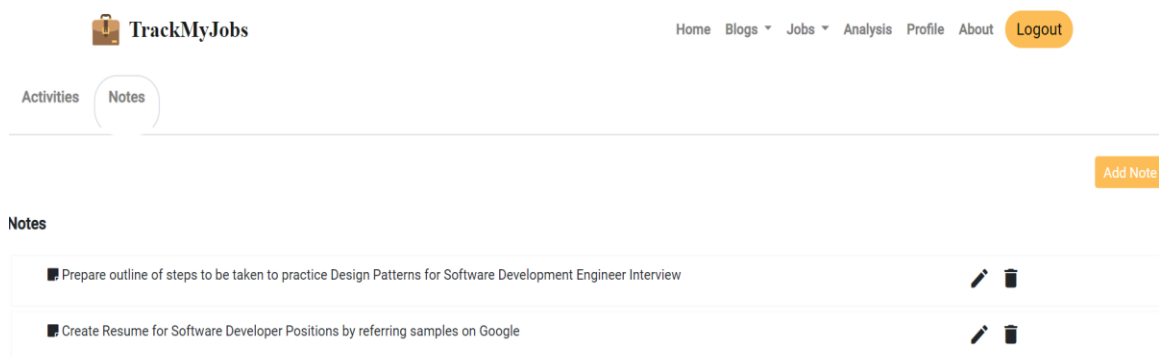 TrackMyJobs
Home Blogs Jobs Analysis Profile About Logout
Activities Notes
Add Note
Notes
Prepare outline of steps to be taken to practice Design Patterns for Software Development Engineer Interview
Create Resume for Software Developer Positions by referring samples on Google